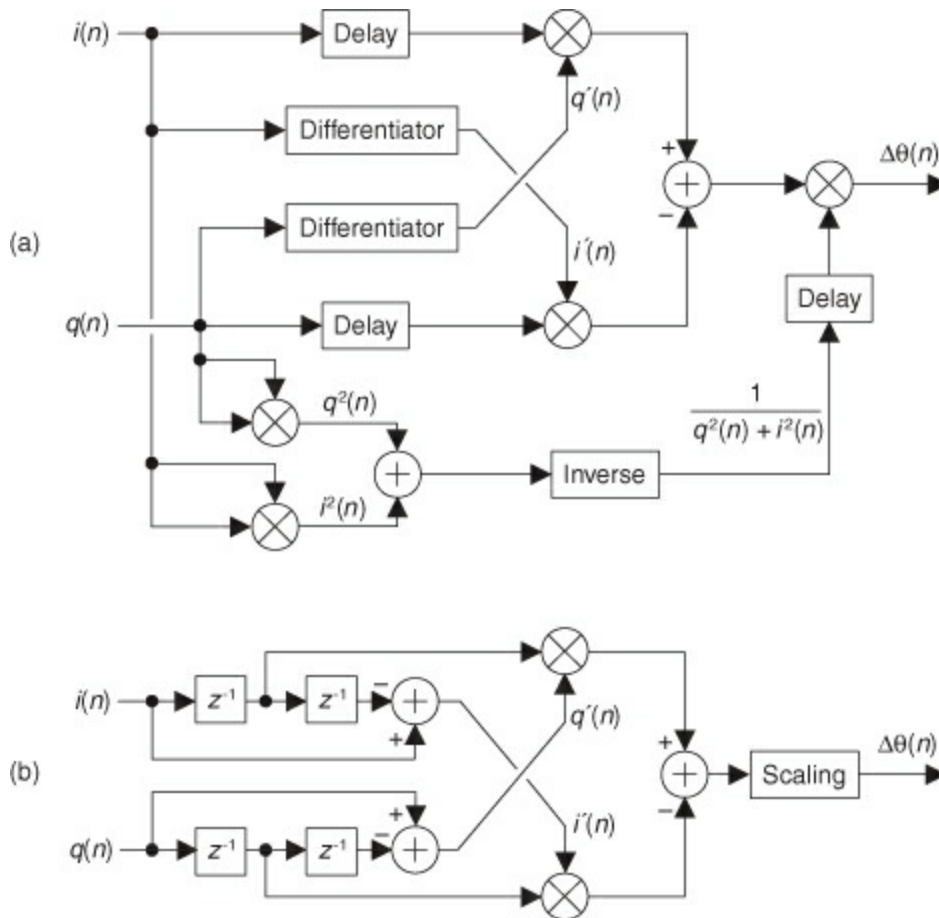 i(n)
Delay
q´(n)
Differentiator
+
Δθ(n)
Differentiator
−
(a)
i´(n)
Delay
q(n)
Delay
q²(n)
1
q²(n) + i²(n)
Inverse
i²(n)
i(n)
z⁻¹
z⁻¹
−
+
q´(n)
+
Δθ(n)
Scaling
(b)
−
+
i´(n)
q(n)
z⁻¹
z⁻¹
−